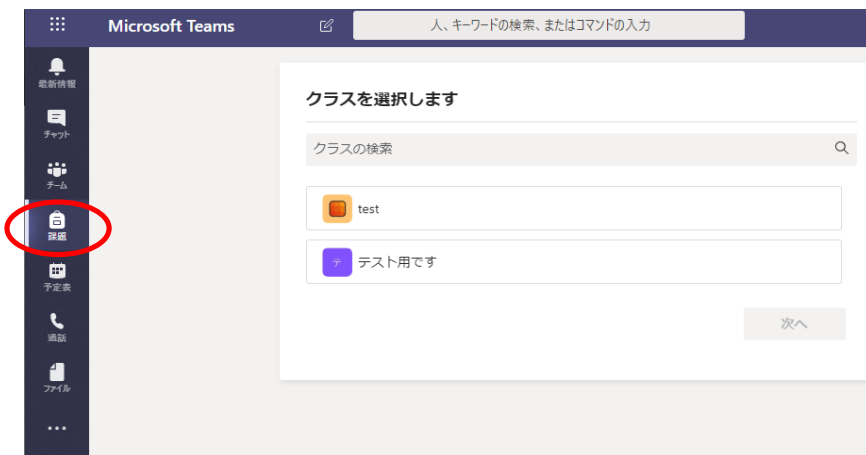 Microsoft Teams
人、キーワードの検索、またはコマンドの入力
最新情報
チャット
チーム
課題
予定表
通話
ファイル
クラスを選択します
クラスの検索
test
テ
テスト用です
次へ